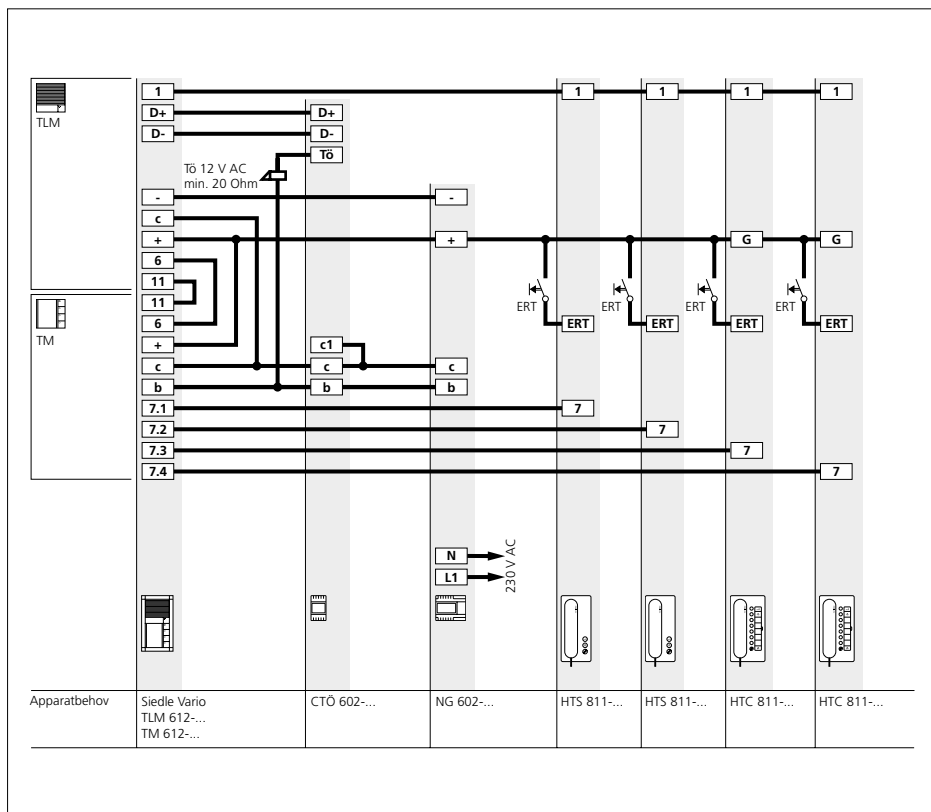 1 1 1 1 1
TLM
D+ D+
D- D-
Tö
Tö 12 V AC
min. 20 Ohm
- -
c
+ + G G
6
11
ERT ERT ERT ERT
11
TM
6 ERT ERT ERT ERT
+ c1
c c c
b b b
7.1 7
7.2 7
7.3 7
7.4 7
N
L1
230 V AC
Apparatbehov Siedle Vario CTÖ 602-... NG 602-... HTS 811-... HTS 811-... HTC 811-... HTC 811-...
TLM 612-...
TM 612-...